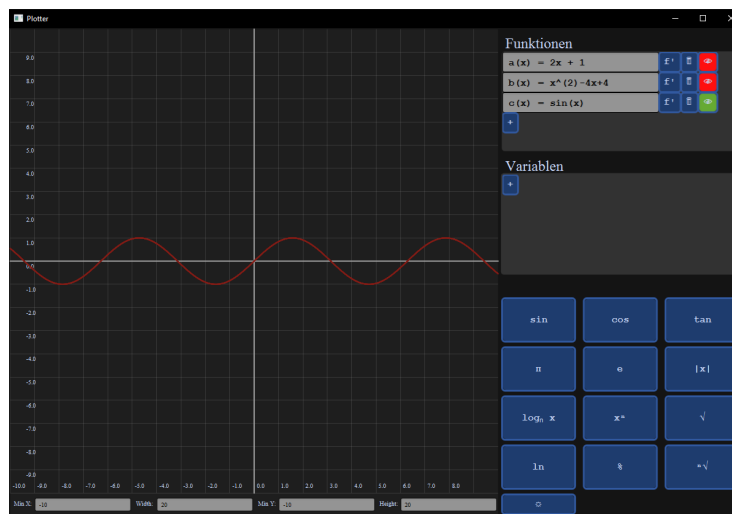 Plotter
Funktionen
a(x) = 2x + 1
f'
b(x) = x^(2)-4x+4
f'
c(x) = sin(x)
f'
+
Variablen
+
9.0
8.0
7.0
6.0
5.0
4.0
3.0
2.0
1.0
0.0
-1.0
-2.0
-3.0
-4.0
-5.0
-6.0
-7.0
-8.0
-9.0
-10.0 -9.0 -8.0 -7.0 -6.0 -5.0 -4.0 -3.0 -2.0 -1.0 0.0 1.0 2.0 3.0 4.0 5.0 6.0 7.0 8.0
sin cos tan
π e |x|
logₙ x xⁿ √
ln % ⁿ√
Min X: -10 Width: 20 Min Y: -10 Height: 20